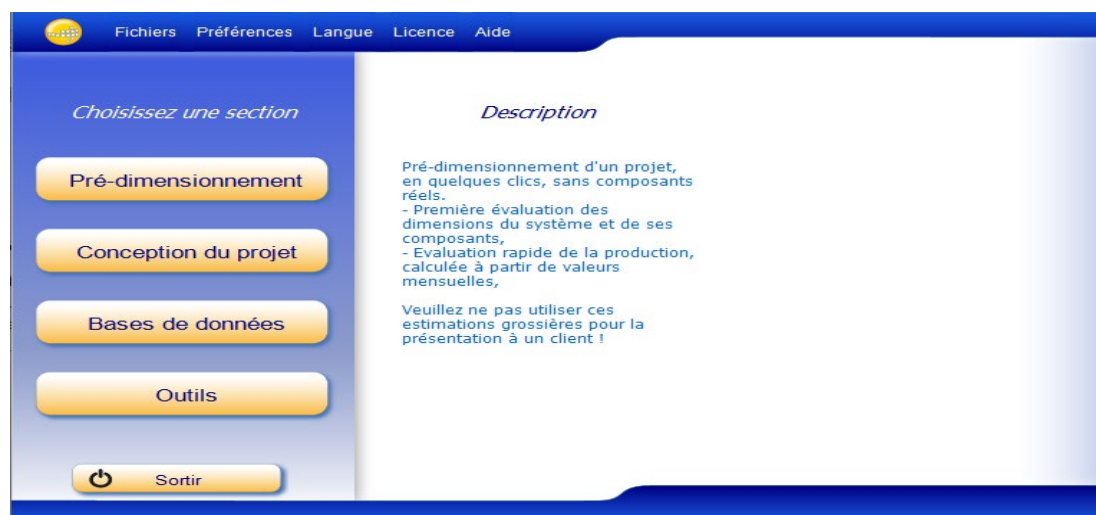 Fichiers Préférences Langue Licence Aide
Choisissez une section
Pré-dimensionnement
Conception du projet
Bases de données
Outils
Sortir
Description
Pré-dimensionnement d'un projet,
en quelques clics, sans composants
réels.
- Première évaluation des
dimensions du système et de ses
composants,
- Evaluation rapide de la production,
calculée à partir de valeurs
mensuelles,
Veuillez ne pas utiliser ces
estimations grossières pour la
présentation à un client !